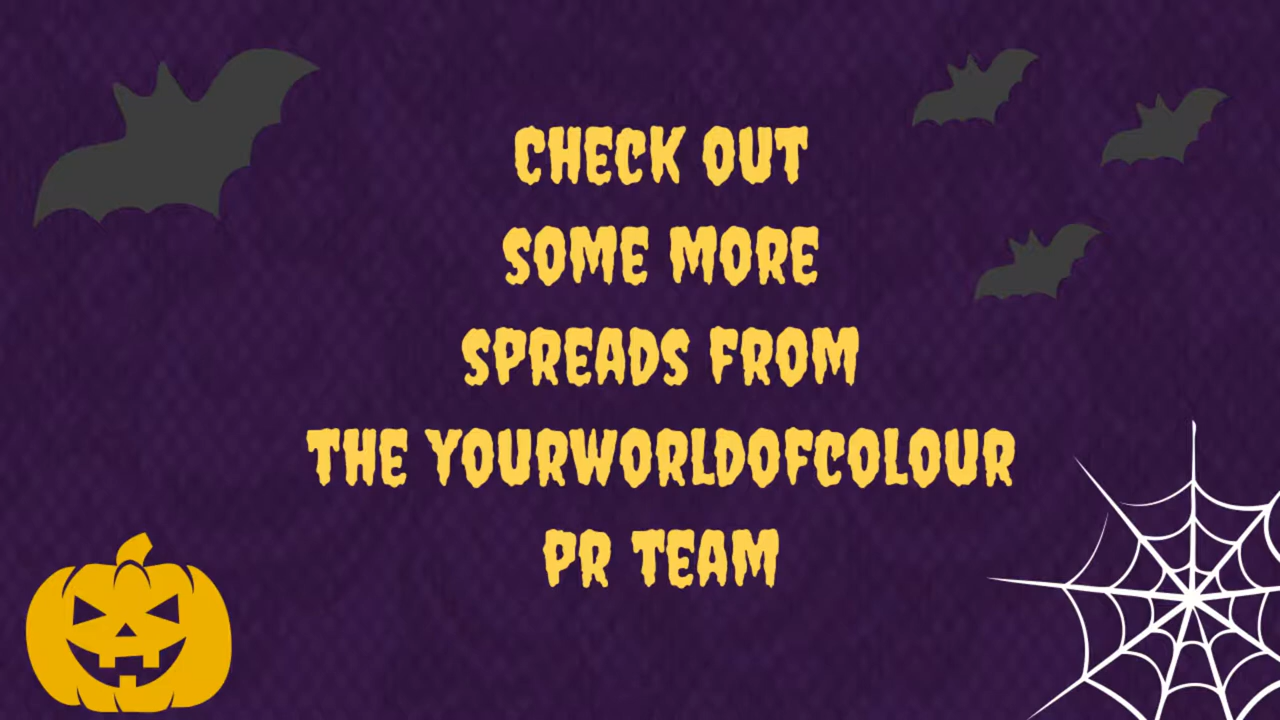 CHECK OUT
SOME MORE
SPREADS FROM
THE YOURWORLDOFCOLOUR
PR TEAM